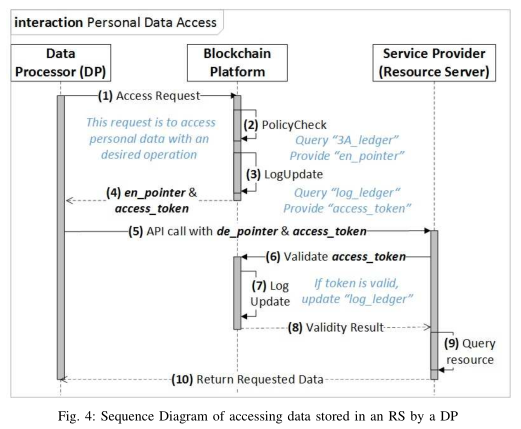 interaction Personal Data Access
Data
Processor (DP)
Blockchain
Platform
Service Provider
(Resource Server)
(1) Access Request
This request is to access
personal data with an
desired operation
(2) PolicyCheck
Query "3A_ledger"
Provide "en_pointer"
(3) LogUpdate
Query "log_ledger"
Provide "access_token"
(4) en_pointer &
access_token
(5) API call with de_pointer & access_token
(6) Validate access_token
(7) Log
Update
If token is valid,
update "log_ledger"
(8) Validity Result
(9) Query
resource
(10) Return Requested Data
Fig. 4: Sequence Diagram of accessing data stored in an RS by a DP